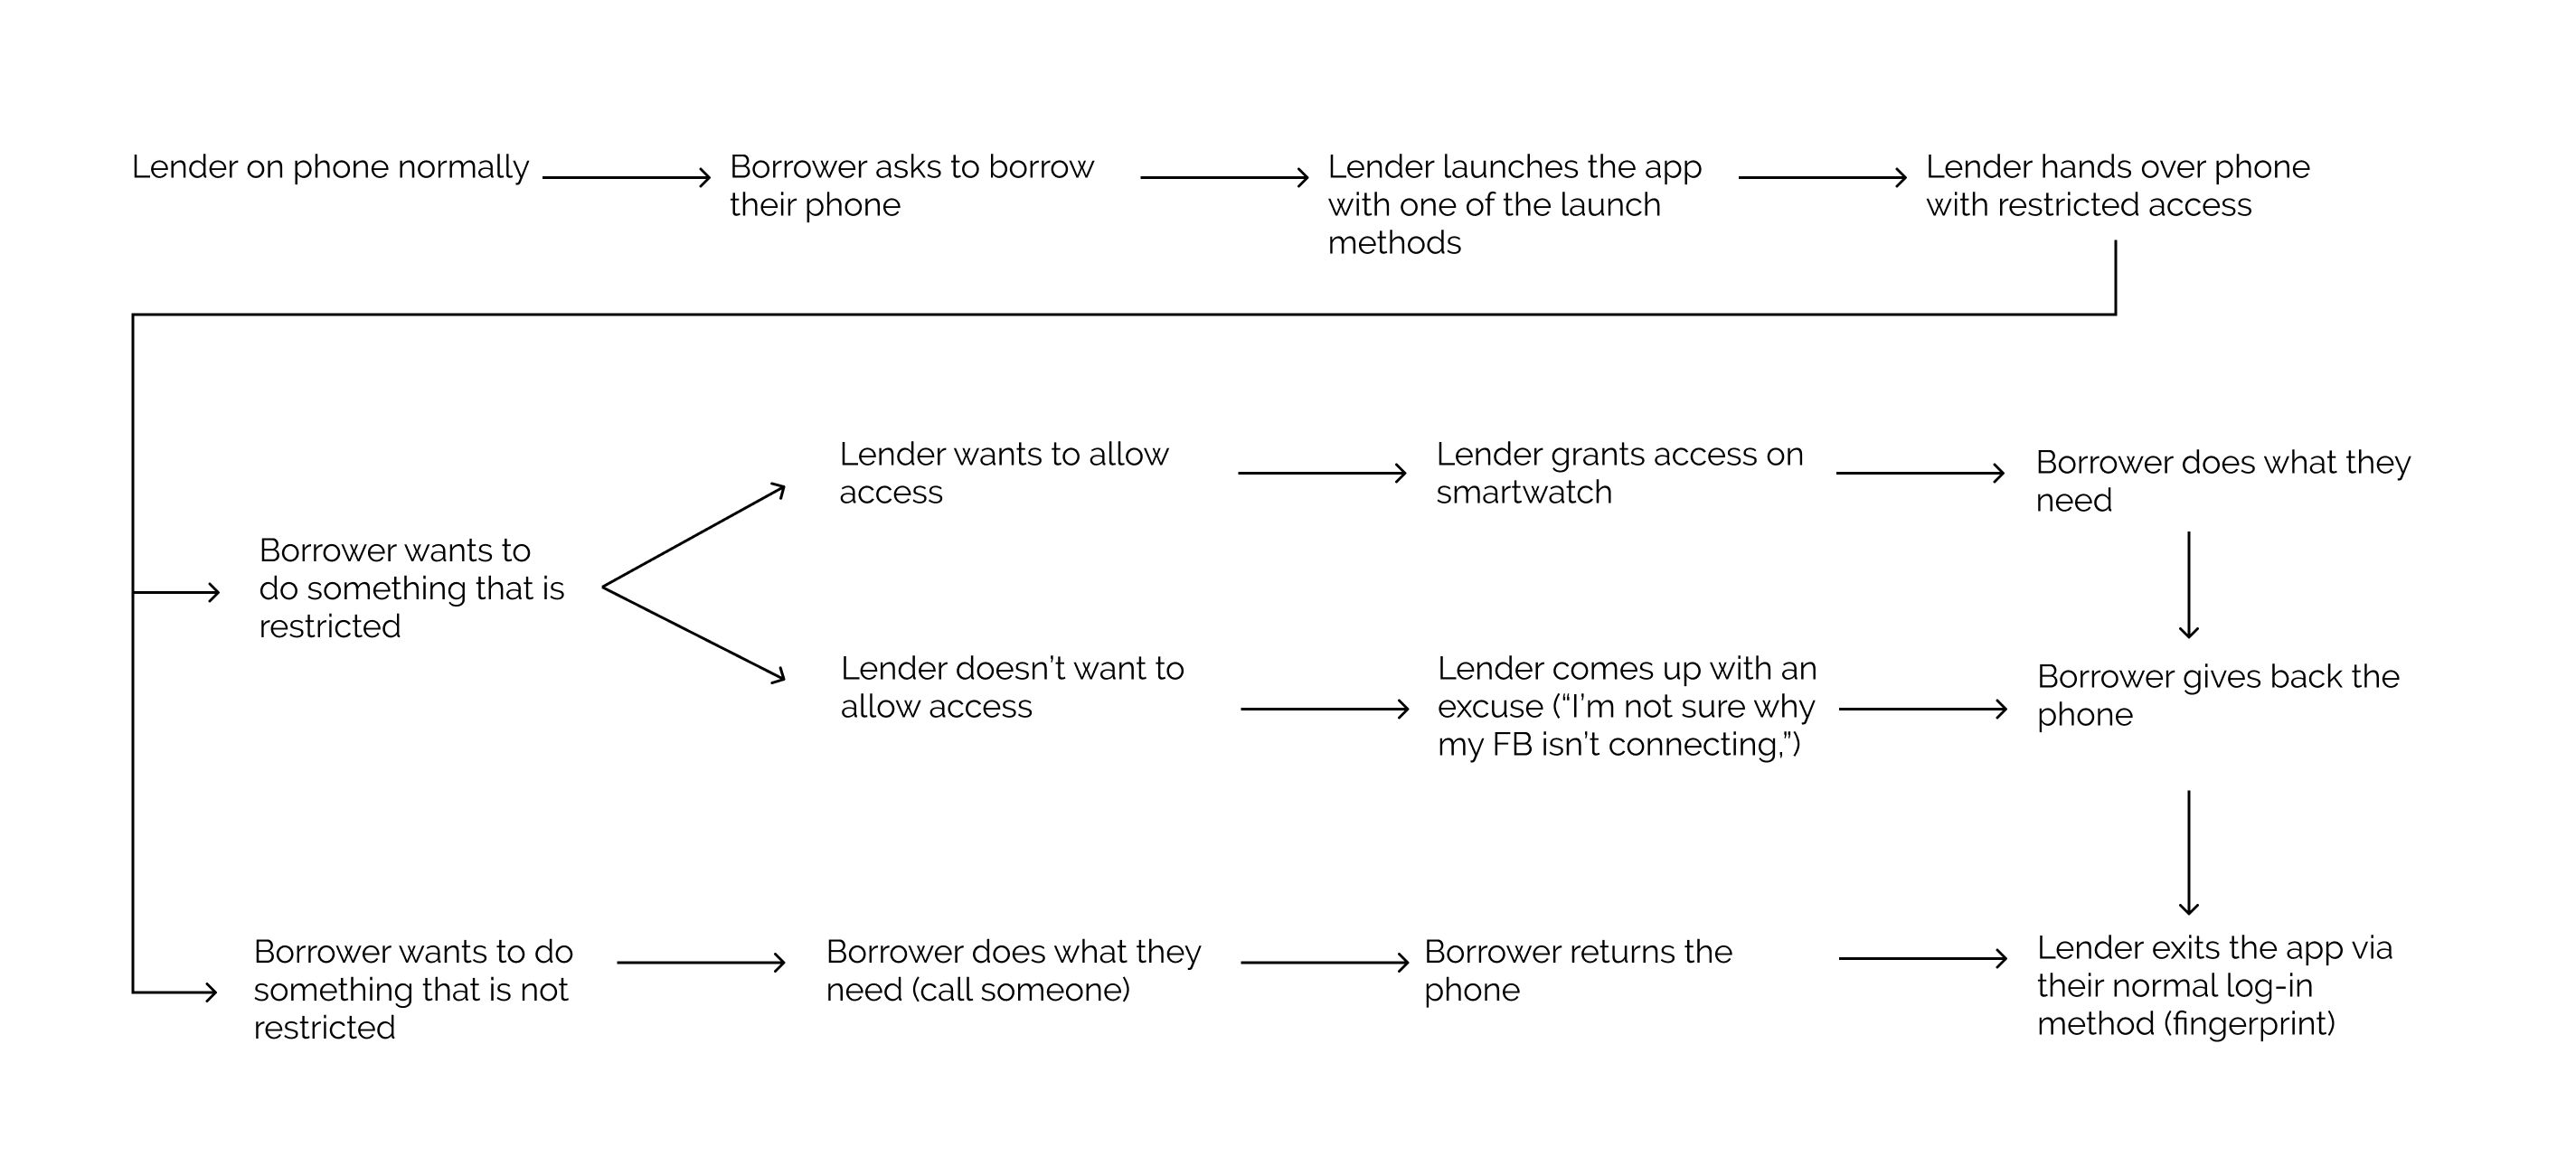 Lender on phone normally
Borrower asks to borrow
their phone
Lender launches the app
with one of the launch
methods
Lender hands over phone
with restricted access
Borrower wants to
do something that is
restricted
Lender wants to allow
access
Lender grants access on
smartwatch
Borrower does what they
need
Lender doesn’t want to
allow access
Lender comes up with an
excuse (“I’m not sure why
my FB isn’t connecting,”)
Borrower gives back the
phone
Borrower wants to do
something that is not
restricted
Borrower does what they
need (call someone)
Borrower returns the
phone
Lender exits the app via
their normal log-in
method (fingerprint)